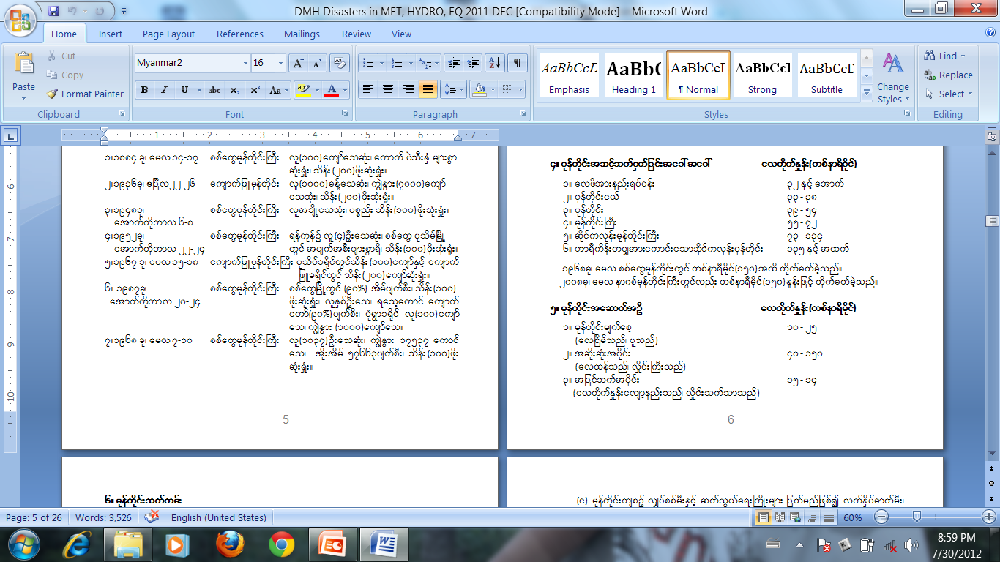 DMH Disasters in MET, HYDRO, EQ 2011 DEC [Compatibility Mode] - Microsoft Word
Home Insert Page Layout References Mailings Review View
Paste
Cut
Copy
Format Painter
Clipboard
Myanmar2 16
Font
Paragraph
AaBbCcL AaBbC AaBbCcI AaBbCcI AaBbCcD
Emphasis Heading 1 ¶ Normal Strong Subtitle
Styles
Change Styles
Find
Replace
Select
Editing
1 2 3 4 5 6 7
၁။၁၈၈၄ ခု၊ မေလ ၁၄-၁၇ စစ်တွေမုန်တိုင်းကြီး လူ(၁၀၀)ကျော်သေဆုံး၊ ကောက် ပဲသီးနှံ များစွာ
ဆုံးရှုံး၊ သိန်း (၂၀၀)ဖိုးဆုံးရှုံး။
၂။၁၉၃၆ခု၊ ဧပြီလ ၂၂-၂၆ ကျောက်ဖြူမုန်တိုင်း လူ(၁၀၀၀)ခန့်သေဆုံး၊ ကျွဲနွား(၇၀၀၀)ကျော်
သေဆုံး၊ သိန်း(၂၀၀)ဖိုးဆုံးရှုံး။
၃။၁၉၄၈ခု၊ စစ်တွေမုန်တိုင်းကြီး လူအချို့သေဆုံး၊ ပစ္စည်း သိန်း(၁၀၀)ဖိုးဆုံးရှုံး။
အောက်တိုဘာလ ၆-၈
၄။၁၉၅၂ခု၊ စစ်တွေမုန်တိုင်းကြီး ရန်ကုန်၌ လူ(၄)ဦးသေဆုံး၊ စစ်တွေ ပုသိမ်မြို့
အောက်တိုဘာလ ၂၂-၂၄ တွင် အပျက်အစီးများစွာရှိ၊ သိန်း(၁၀၀)ဖိုးဆုံးရှုံး။
၅။၁၉၆၇ ခု၊ မေလ ၁၅-၁၈ ကျောက်ဖြူမုန်တိုင်းကြီး ပုသိမ်ခရိုင်တွင်သိန်း (၁၀၀)ကျော်နှင့် ကျောက်
ဖြူခရိုင်တွင် သိန်း(၂၀၀)ကျော်ဆုံးရှုံး။
၆။ ၁၉၈၇ခု၊ စစ်တွေမုန်တိုင်းကြီး စစ်တွေမြို့တွင် (၉၀%) အိမ်ပျက်စီး၊ သိန်း(၁၀၀)
အောက်တိုဘာလ ၂၀-၂၄ ဖိုးဆုံးရှုံး၊ လူနှစ်ဦးသေ၊ ရသေ့တောင် ကျောက်
တော်(၉၀%)ပျက်စီး၊ မုံရွာခရိုင် လူ(၁၀၀)ကျော်
သေ၊ ကျွဲနွား (၁၀၀၀)ကျော်သေ။
၇။၁၉၆၈ ခု၊ မေလ ၇-၁၀ စစ်တွေမုန်တိုင်းကြီး လူ(၁၀၃၇)ဦးသေဆုံး၊ ကျွဲနွား ၁၇၅၃၇ ကောင်
သေ၊ အိုးအိမ် ၅၇၆၆၃ပျက်စီး၊ သိန်း(၁၀၀)ဖိုး
ဆုံးရှုံး။
5
၄။ မုန်တိုင်းအဆင့်သတ်မှတ်ခြင်းအခေါ် အဝေါ် လေတိုတ်နှုန်း(တစ်နာရီမိုင်)
၁။ လေဖိအားနည်းရပ်ဝန်း ၃၂ နှင့် အောက်
၂။ မုန်တိုင်းငယ် ၃၃ - ၃၈
၃။ မုန်တိုင်း ၃၉ - ၅၄
၄။ မုန်တိုင်းကြီး ၅၅ - ၇၂
၅။ ဆိုင်ကလုန်းမုန်တိုင်းကြီး ၇၃ - ၁၃၄
၆။ ဟာရီကိန်းတမျှအားကောင်းသောဆိုင်ကလုန်းမုန်တိုင်း ၁၃၅ နှင့် အထက်
၁၉၆၈ခု၊ မေလ စစ်တွေမုန်တိုင်းတွင် တစ်နာရီမိုင်(၁၅၀)အထိ တိုက်ခတ်ခဲ့သည်။
၂၀၀၈ခု၊ မေလ နာဂစ်မုန်တိုင်းကြီးတွင်လည်း တစ်နာရီမိုင်(၁၅၀)နှုန်းဖြင့် တိုက်ခတ်ခဲ့သည်။
၅။ မုန်တိုင်းအဆောက်အဦ လေတိုတ်နှုန်း(တစ်နာရီမိုင်)
၁။ မုန်တိုင်းမျက်စေ့ ၁၀ - ၂၅
(လေငြိမ်သည်၊ ပူသည်)
၂။ အဆိုးဆုံးအပိုင်း ၄၀ - ၁၅၀
(လေထန်သည်၊ လှိုင်းကြီးသည်)
၃။ အပြင်ဘက်အပိုင်း ၁၅ - ၁၄
(လေတိုက်နှုန်းလျော့နည်းသည်၊ လှိုင်းသက်သာသည်)
6
၆။ မုန်တိုင်းသက်တမ်း
(c) မုန်တိုင်းကျစဉ် လျှပ်စစ်မီးနှင့် ဆက်သွယ်ရေးကြိုးများ ပြတ်မည်ဖြစ်၍ လက်နှိပ်ဓာတ်မီး၊
Page: 5 of 26 Words: 3,526 English (United States) 60%
8:59 PM
7/30/2012